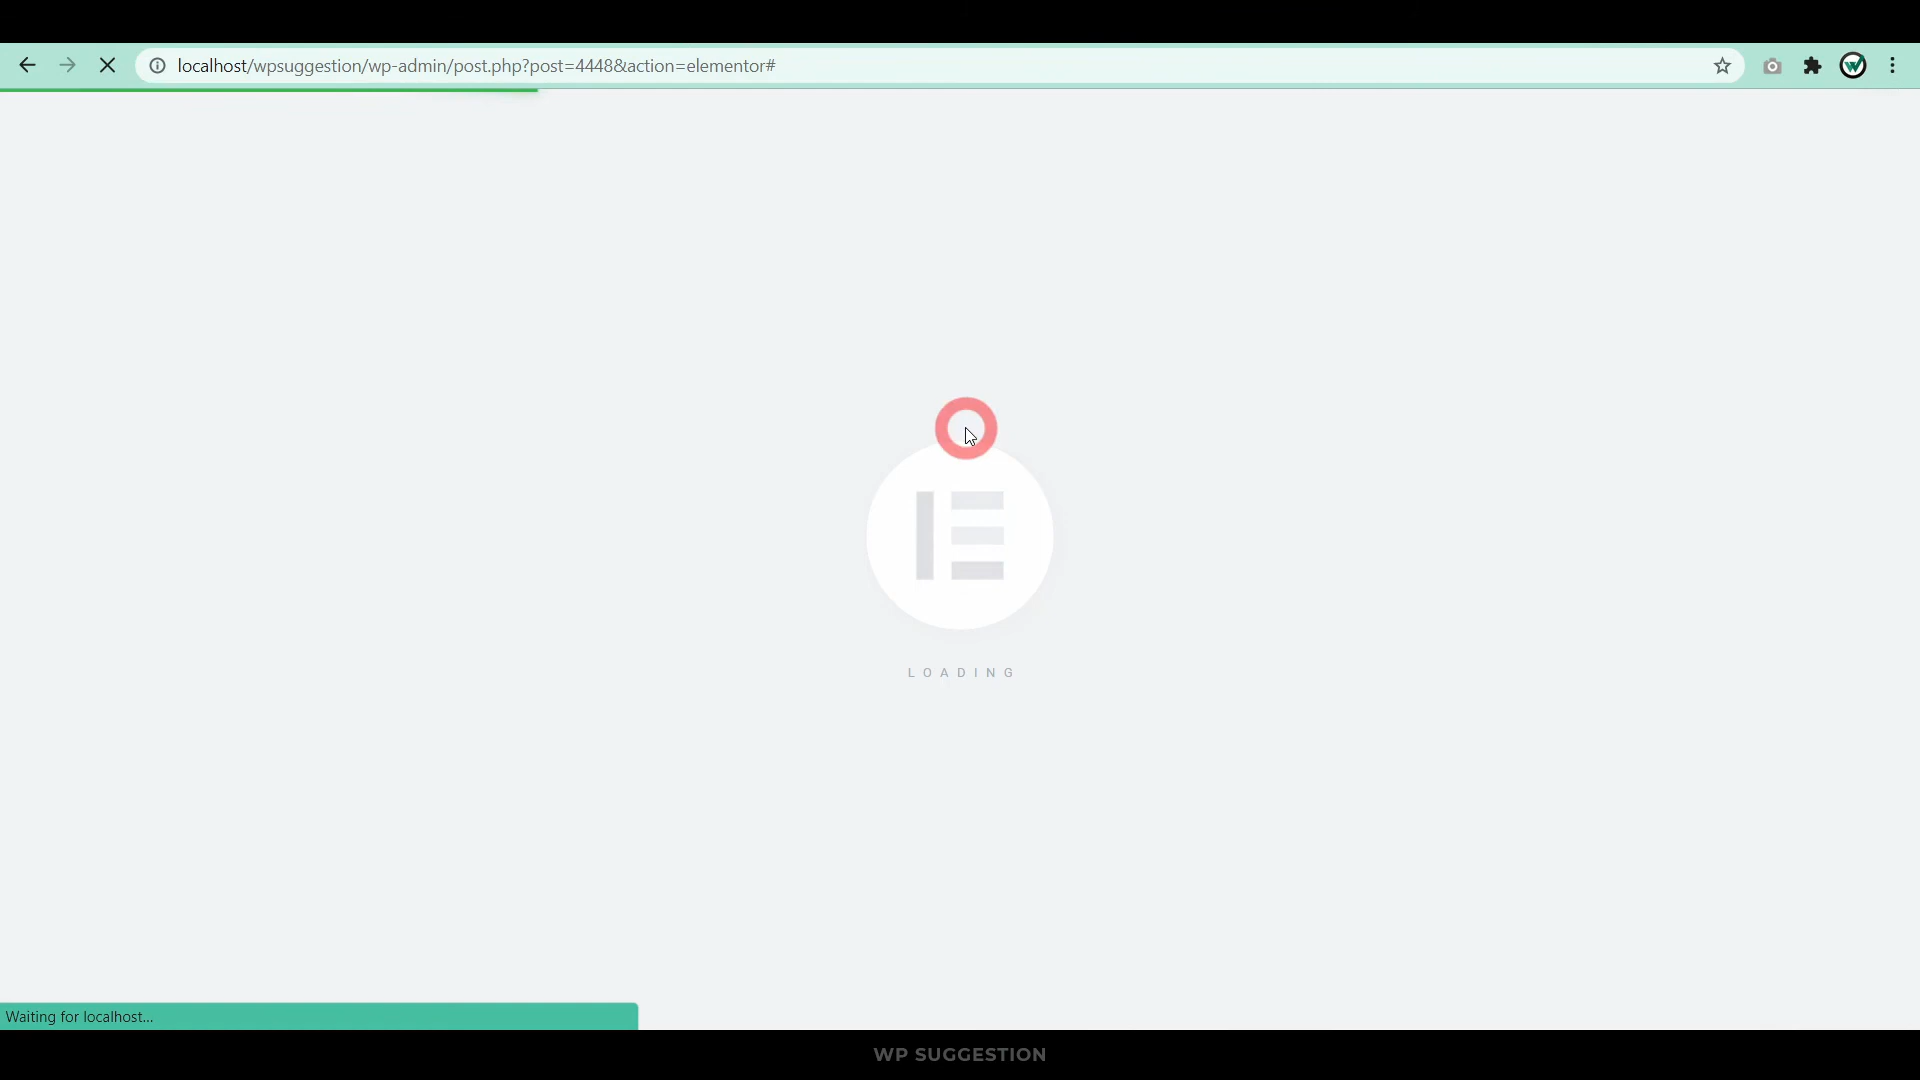 localhost/wpsuggestion/wp-admin/post.php?post=4448&action=elementor#
LOADING
Waiting for localhost...
WP SUGGESTION